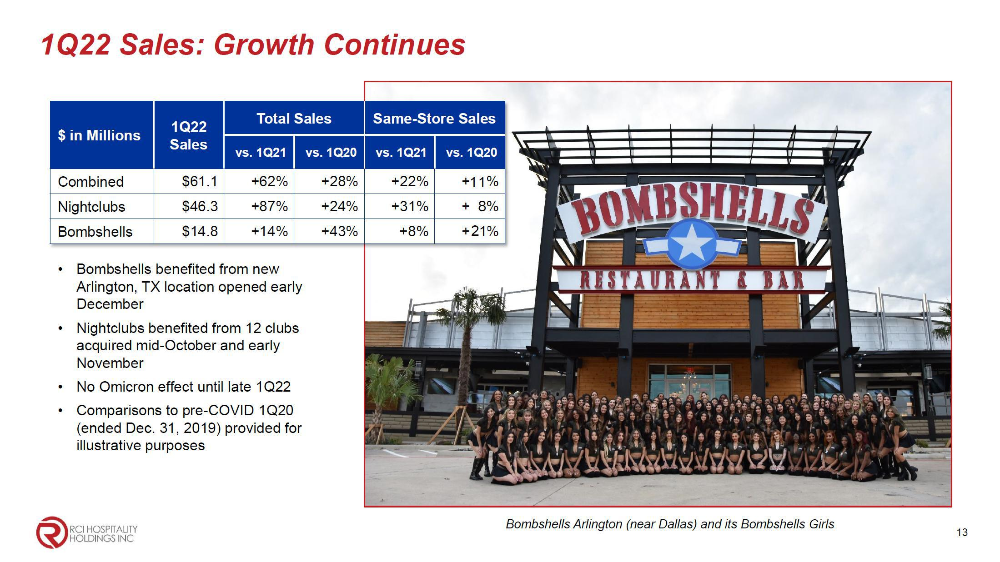 1Q22 Sales: Growth Continues
$ in Millions
1Q22
Sales
Total Sales
Same-Store Sales
vs. 1Q21 vs. 1Q20 vs. 1Q21 vs. 1Q20
Combined $61.1 +62% +28% +22% +11%
Nightclubs $46.3 +87% +24% +31% + 8%
Bombshells $14.8 +14% +43% +8% +21%
• Bombshells benefited from new
Arlington, TX location opened early
December
• Nightclubs benefited from 12 clubs
acquired mid-October and early
November
• No Omicron effect until late 1Q22
• Comparisons to pre-COVID 1Q20
(ended Dec. 31, 2019) provided for
illustrative purposes
BOMBSHELLS
RESTAURANT & BAR
Bombshells Arlington (near Dallas) and its Bombshells Girls
RCI HOSPITALITY
HOLDINGS INC
13